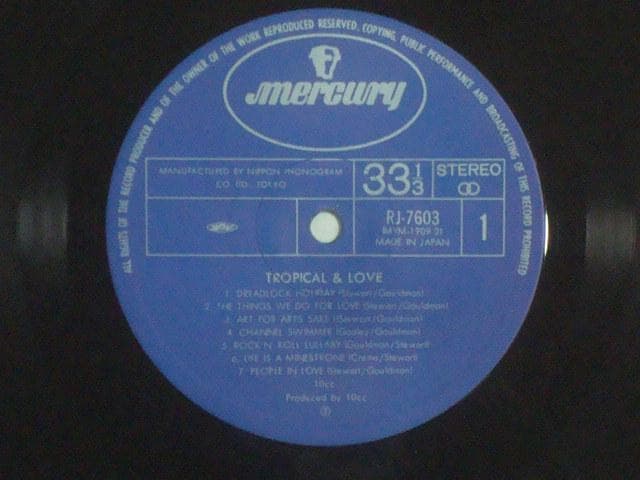 ALL RIGHTS OF THE RECORD PRODUCER AND OF THE OWNER OF THE WORK REPRODUCED RESERVED. COPYING, PUBLIC PERFORMANCE AND BROADCASTING OF THIS RECORD PROHIBITED
mercury
MANUFACTURED BY NIPPON PHONOGRAM
CO. LTD., TOKYO
33 1/3
STEREO
RJ-7603
MADE IN JAPAN
1
TROPICAL & LOVE
1. DREADLOCK HOLIDAY (Stewart/Gouldman)
2. THE THINGS WE DO FOR LOVE (Stewart/Gouldman)
3. ART FOR ARTS SAKE (Stewart/Gouldman)
4. CHANNEL SWIMMER (Godley/Gouldman)
5. ROCK'N ROLL LULLABY (Gouldman/Stewart)
6. LIFE IS A MINESTRONE (Creme/Stewart)
7. PEOPLE IN LOVE (Stewart/Gouldman)
10cc
Produced by 10cc